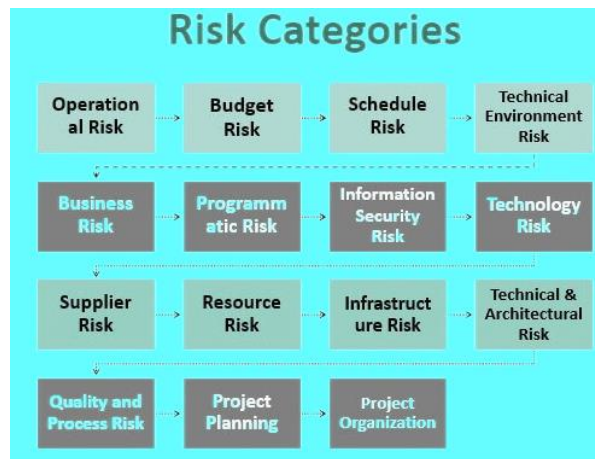 Risk Categories
Operation
al Risk
Budget
Risk
Schedule
Risk
Technical
Environment
Risk
Business
Risk
Programm
atic Risk
Information
Security
Risk
Technology
Risk
Supplier
Risk
Resource
Risk
Infrastruct
ure Risk
Technical &
Architectural
Risk
Quality and
Process Risk
Project
Planning
Project
Organization